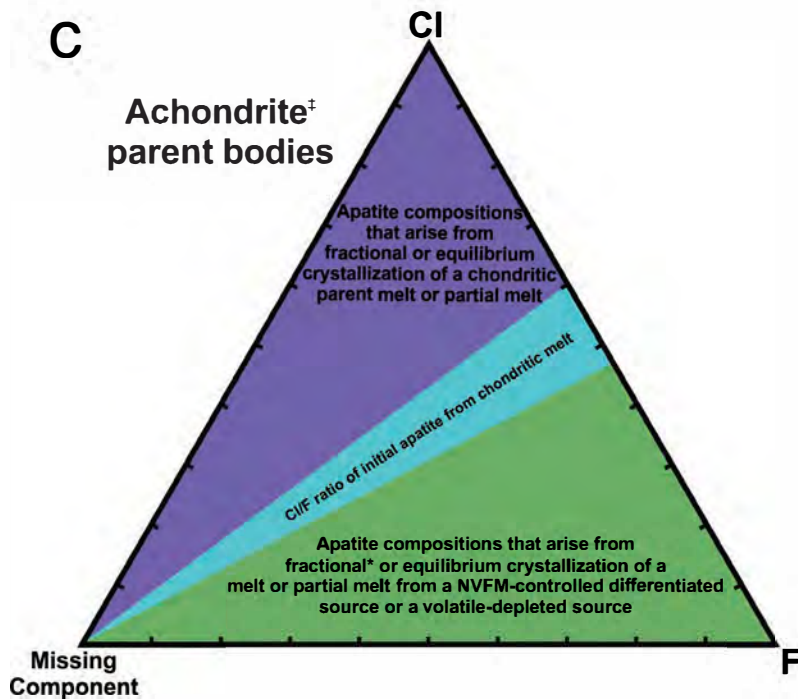 C
Cl
Achondrite‡
parent bodies
Apatite compositions
that arise from
fractional or equilibrium
crystallization of a chondritic
parent melt or partial melt
Cl/F ratio of initial apatite from chondritic melt
Apatite compositions that arise from
fractional* or equilibrium crystallization of a
melt or partial melt from a NVFM-controlled differentiated
source or a volatile-depleted source
Missing
Component
F